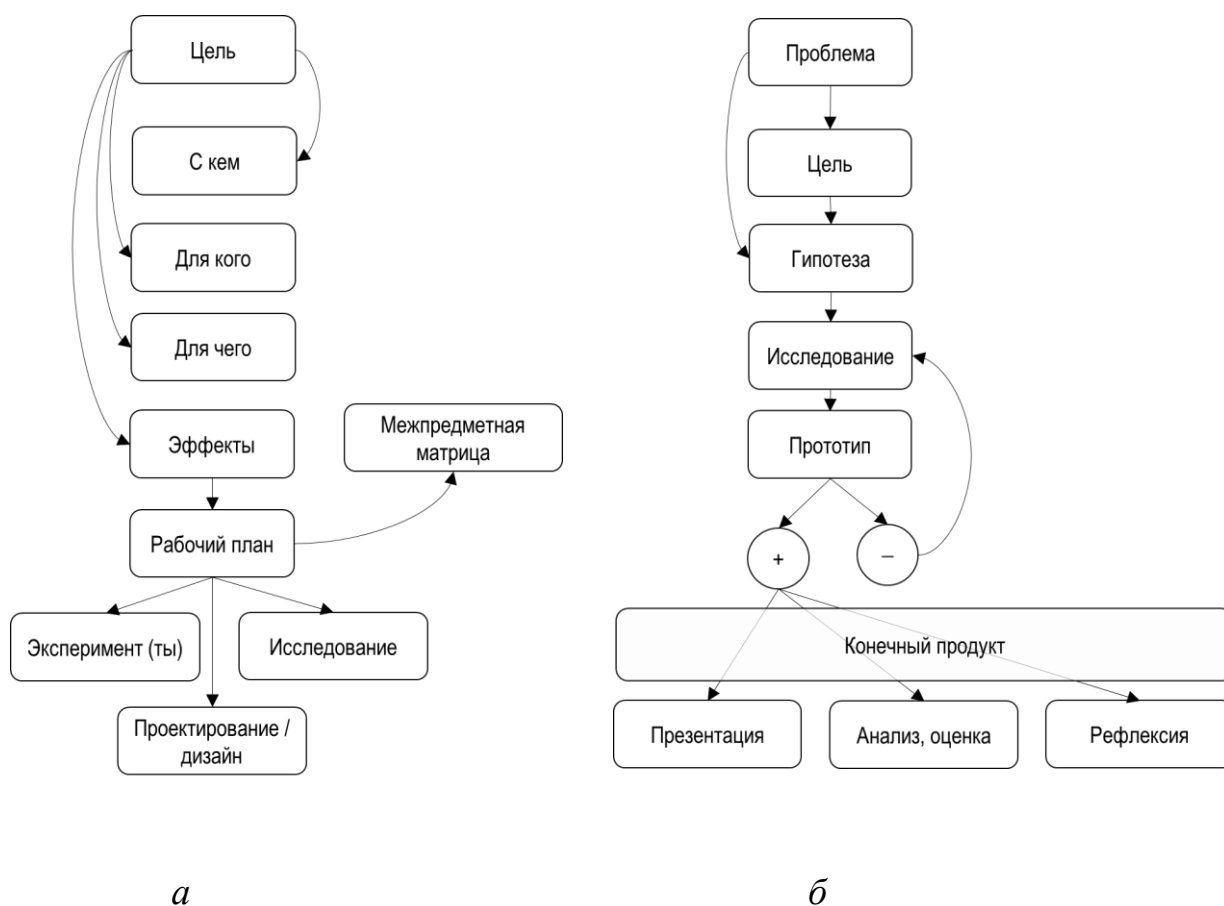 Цель
С кем
Для кого
Для чего
Эффекты
Межпредметная
матрица
Рабочий план
Эксперимент (ты)
Исследование
Проектирование /
дизайн
а
Проблема
Цель
Гипотеза
Исследование
Прототип
+
–
Конечный продукт
Презентация
Анализ, оценка
Рефлексия
б